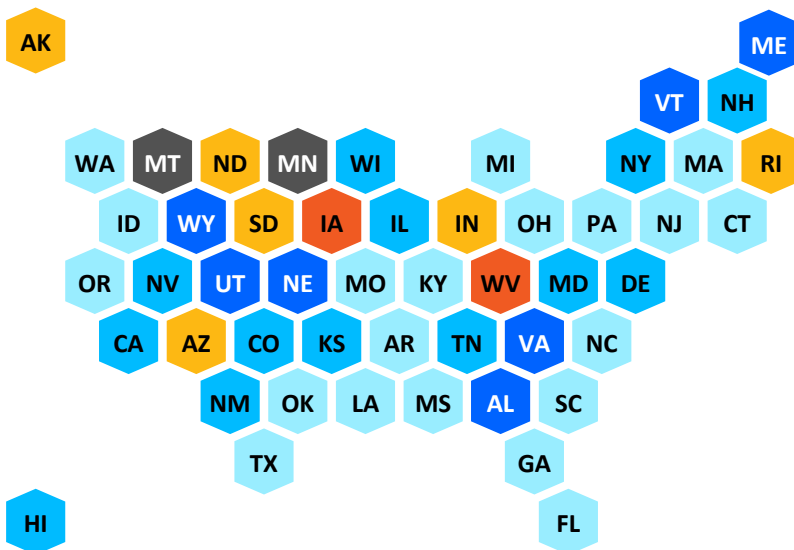 AK
ME
VT NH
WA MT ND MN WI MI NY MA RI
ID WY SD IA IL IN OH PA NJ CT
OR NV UT NE MO KY WV MD DE
CA AZ CO KS AR TN VA NC
NM OK LA MS AL SC
TX GA
HI FL